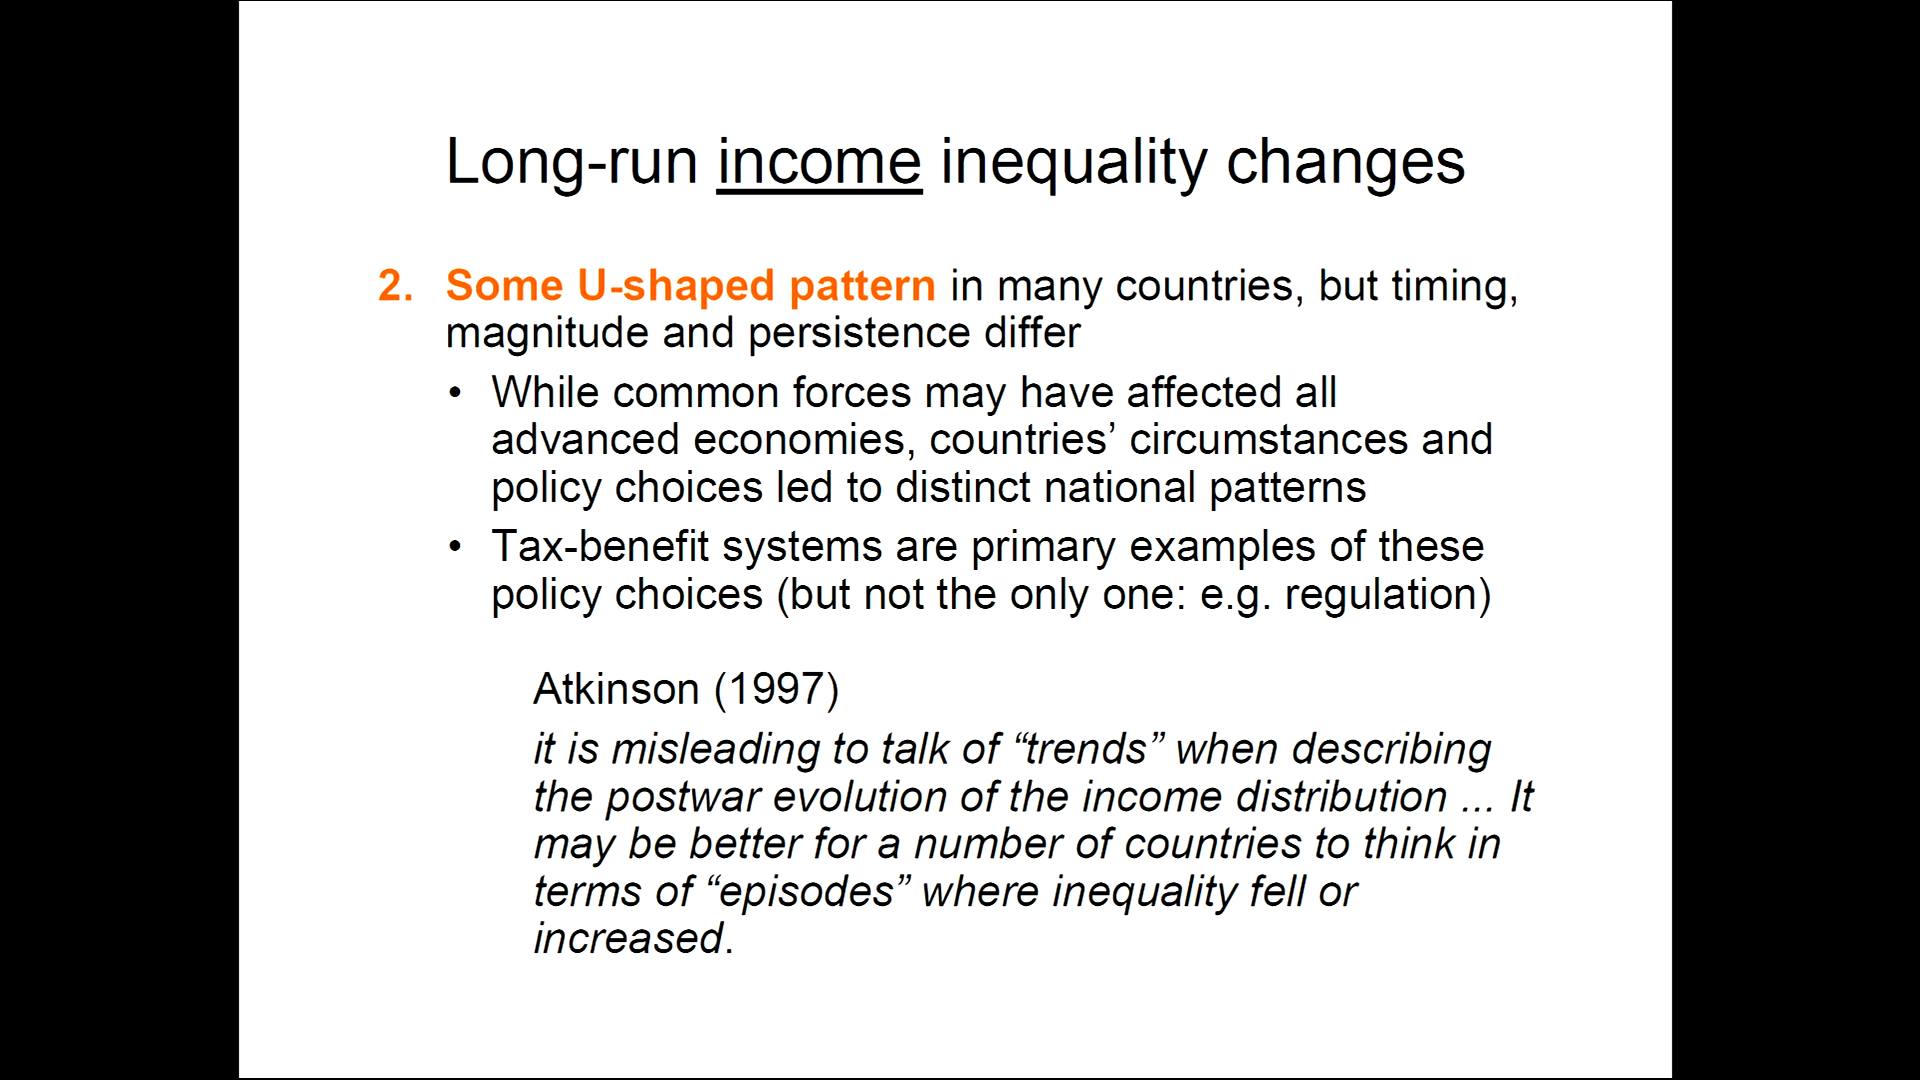 Long-run income inequality changes
2. Some U-shaped pattern in many countries, but timing,
magnitude and persistence differ
• While common forces may have affected all
advanced economies, countries’ circumstances and
policy choices led to distinct national patterns
• Tax-benefit systems are primary examples of these
policy choices (but not the only one: e.g. regulation)
Atkinson (1997)
it is misleading to talk of “trends” when describing
the postwar evolution of the income distribution ... It
may be better for a number of countries to think in
terms of “episodes” where inequality fell or
increased.